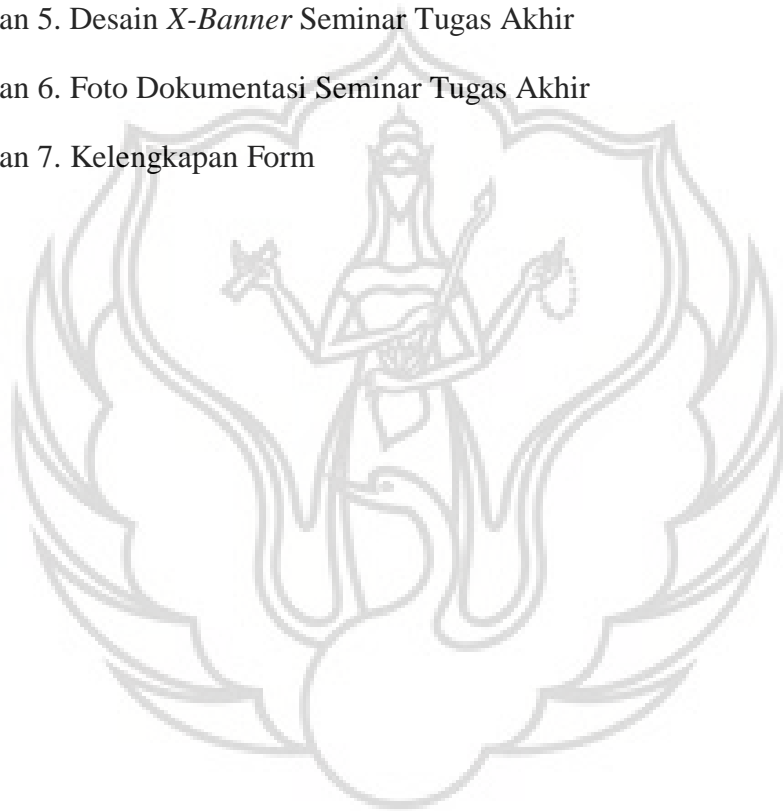 an 5. Desain X-Banner Seminar Tugas Akhir
an 6. Foto Dokumentasi Seminar Tugas Akhir
an 7. Kelengkapan Form